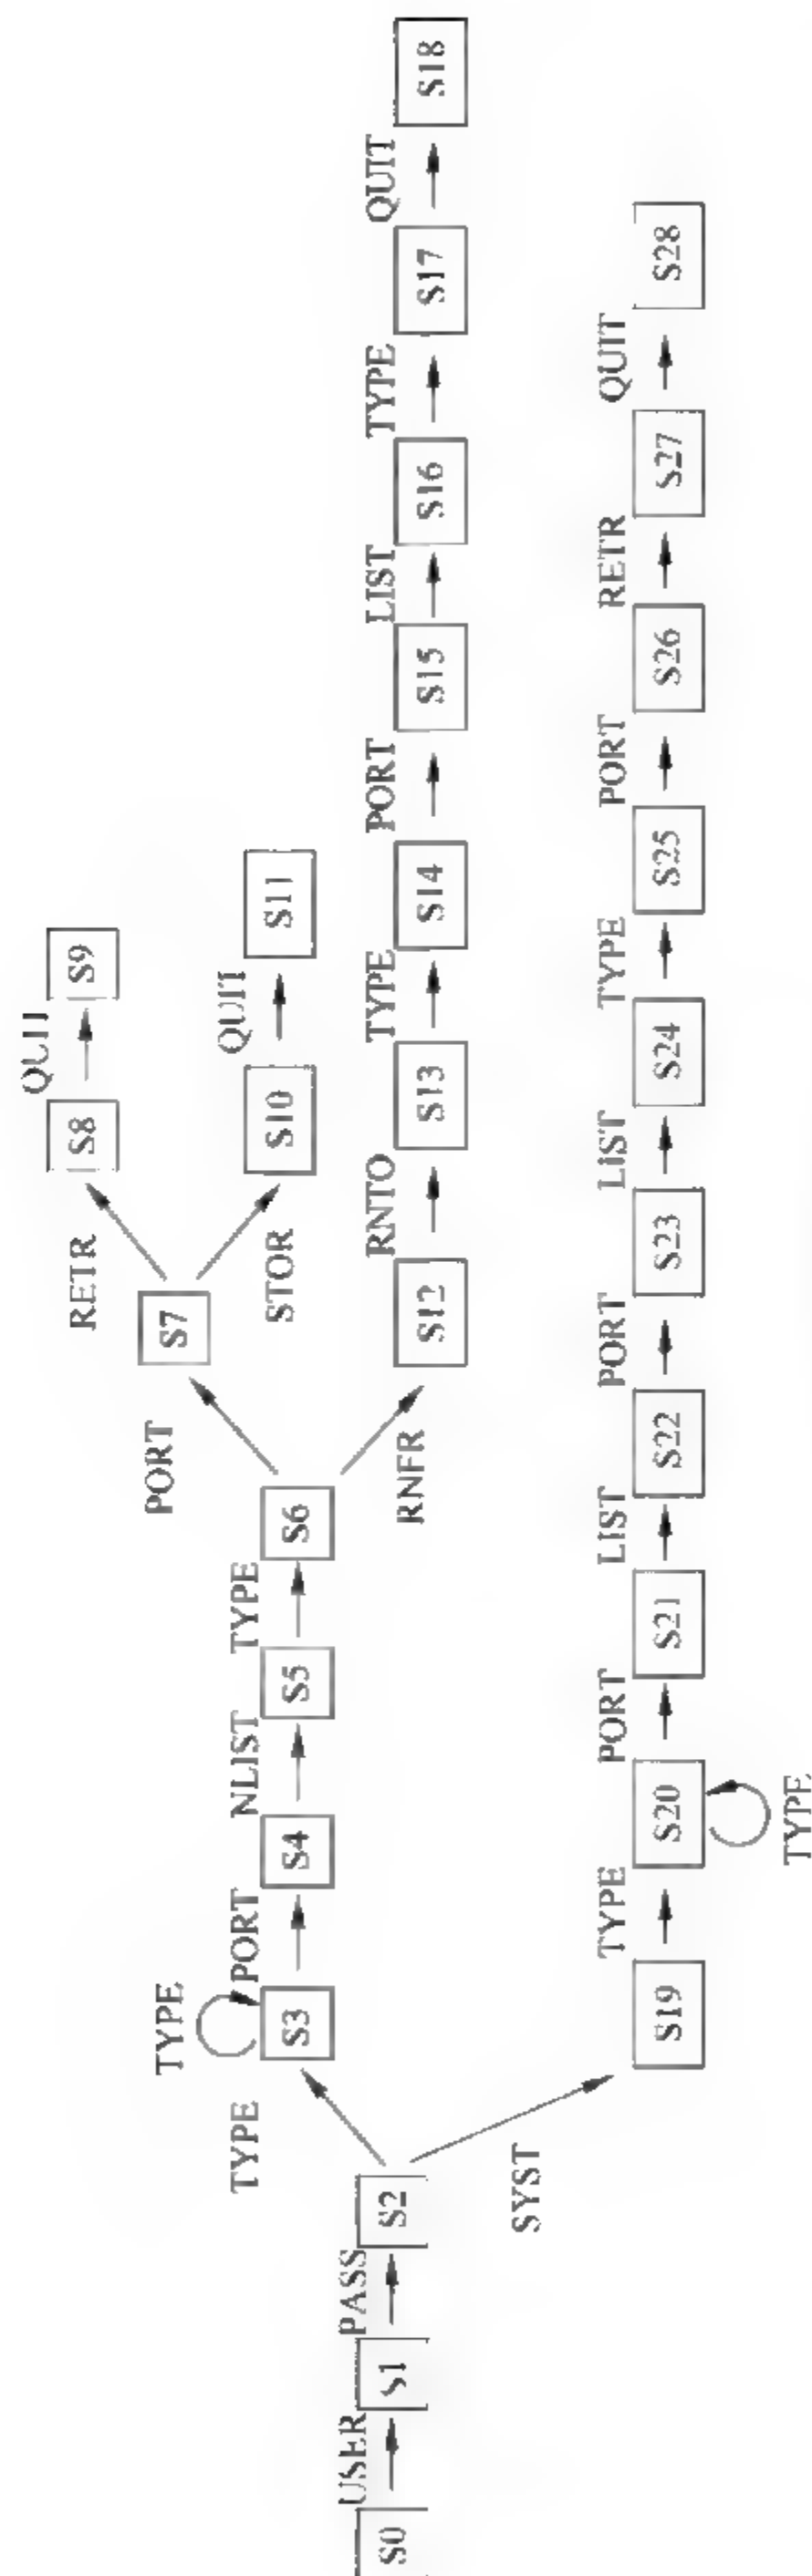 S0
USER
S1
PASS
S2
TYPE
SYST
TYPE
S3
PORT
S4
NLIST
S5
TYPE
S6
PORT
RNFR
S7
RETR
STOR
S8
S9
S10
S11
S12
RNTO
S13
TYPE
S14
PORT
S15
LIST
S16
TYPE
S17
QUIT
S18
S19
TYPE
S20
TYPE
PORT
S21
LIST
S22
PORT
S23
LIST
S24
TYPE
S25
PORT
S26
RETR
S27
QUIT
S28